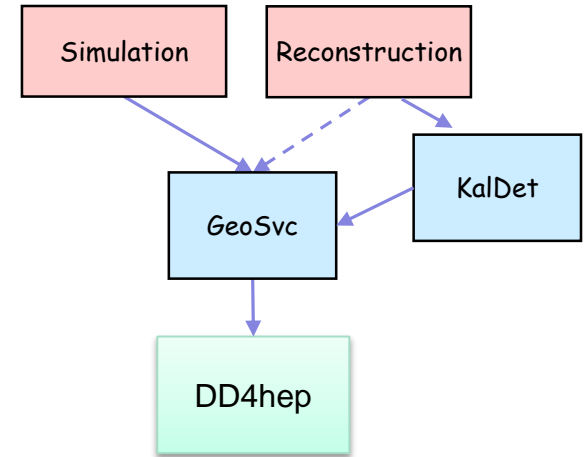 Simulation
Reconstruction
KalDet
GeoSvc
DD4hep